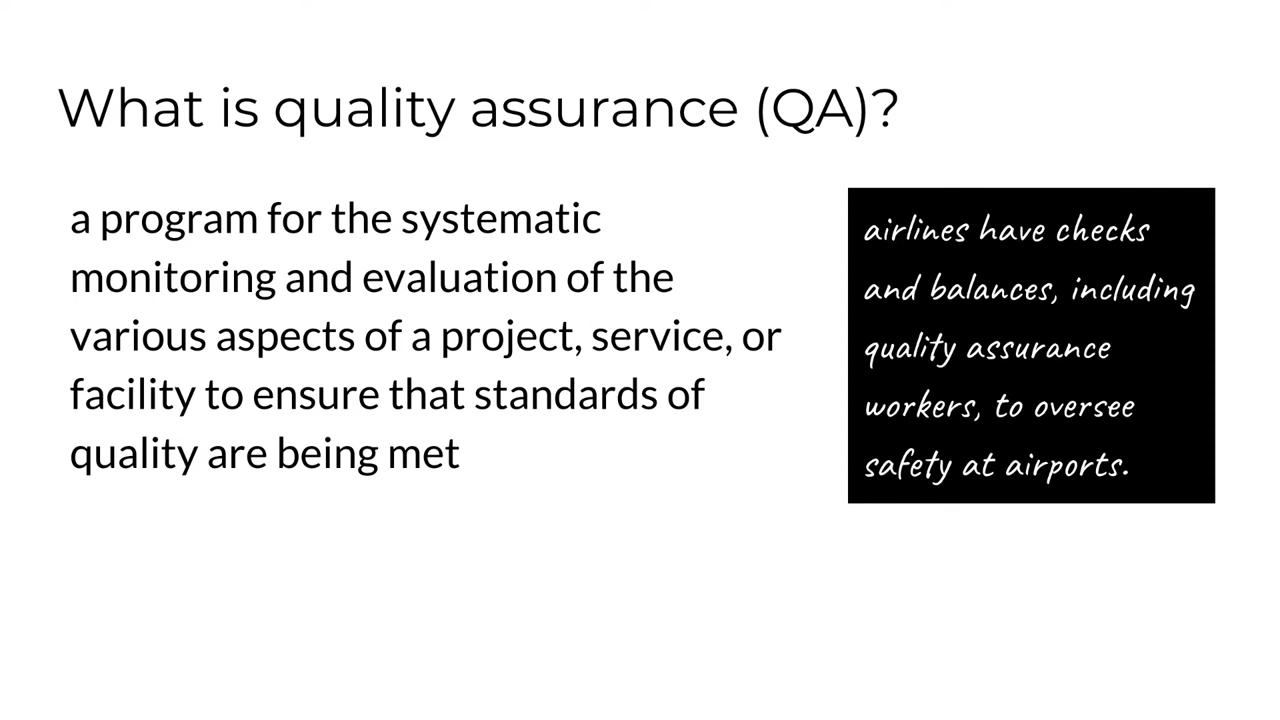 What is quality assurance (QA)?
a program for the systematic
monitoring and evaluation of the
various aspects of a project, service, or
facility to ensure that standards of
quality are being met
airlines have checks
and balances, including
quality assurance
workers, to oversee
safety at airports.